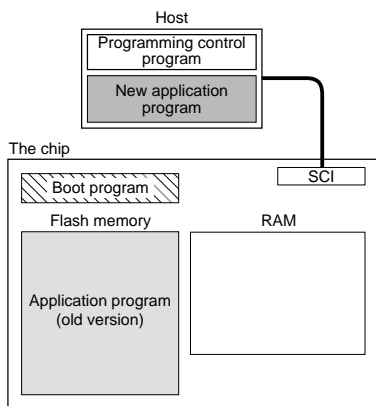 Host
Programming control
program
New application
program
The chip
SCI
Boot program
Flash memory
RAM
Application program
(old version)